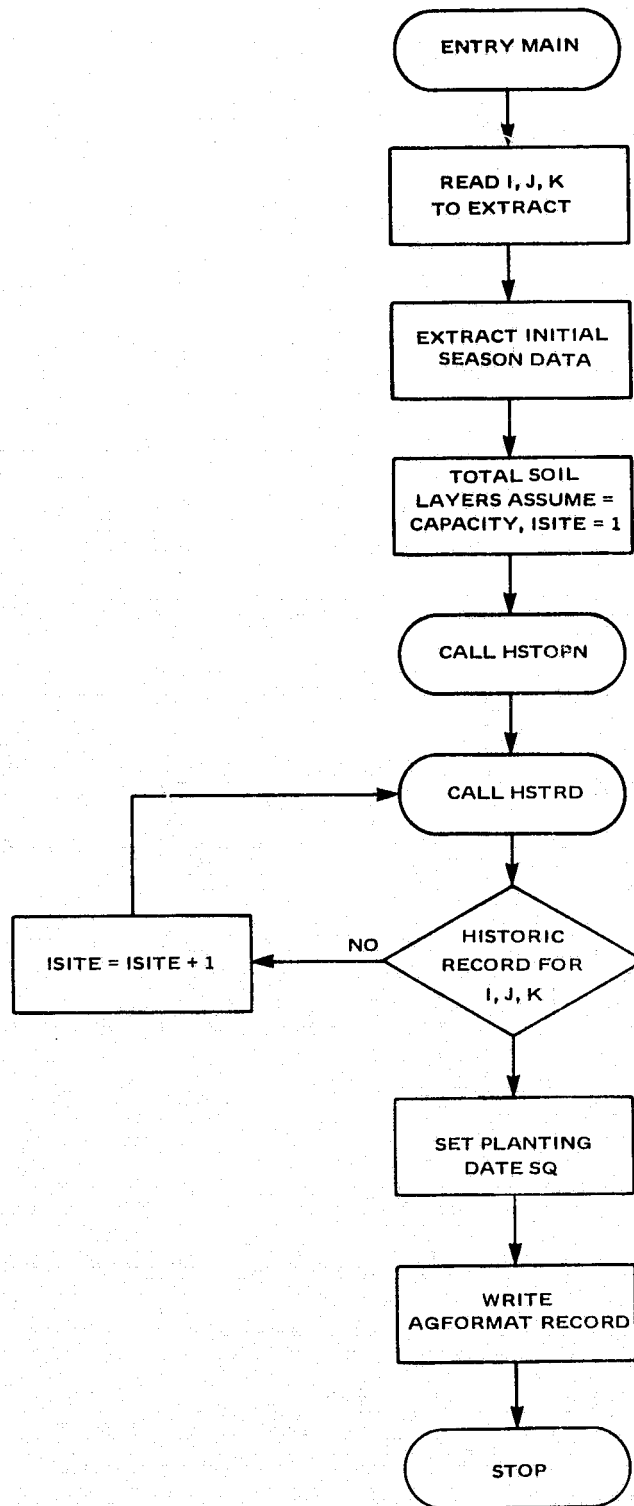 ENTRY MAIN
READ I, J, K
TO EXTRACT
EXTRACT INITIAL
SEASON DATA
TOTAL SOIL
LAYERS ASSUME =
CAPACITY, ISITE = 1
CALL HSTOPN
CALL HSTRD
HISTORIC
RECORD FOR
I, J, K
NO
ISITE = ISITE + 1
SET PLANTING
DATE SQ
WRITE
AGFORMAT RECORD
STOP